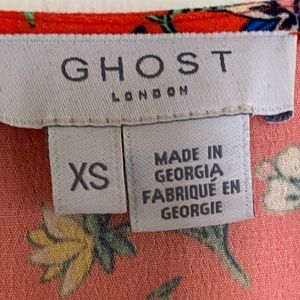 GHOST
LONDON
XS
MADE IN
GEORGIA
FABRIQUÉ EN
GEORGIE